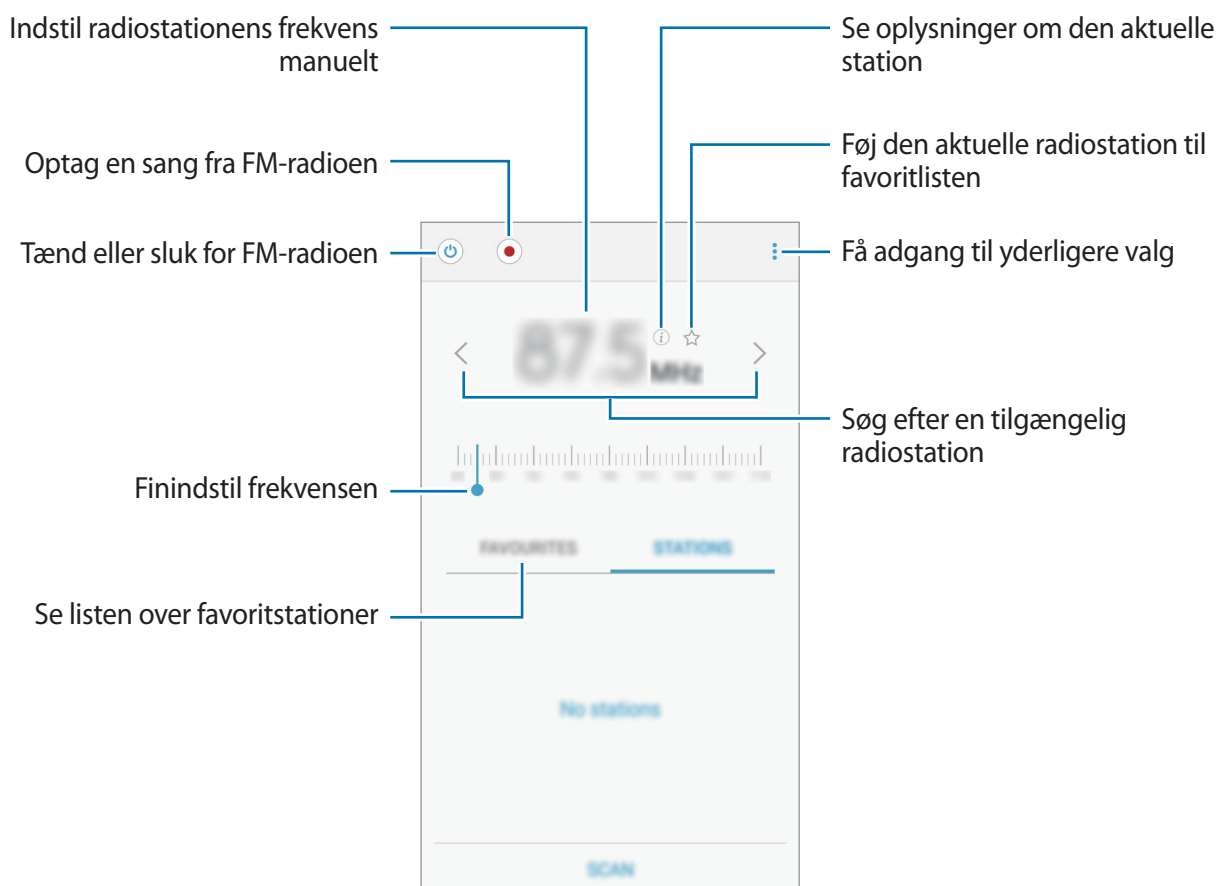 Indstil radiostationens frekvens
manuelt
Se oplysninger om den aktuelle
station
Optag en sang fra FM-radioen
Føj den aktuelle radiostation til
favoritlisten
Tænd eller sluk for FM-radioen
Få adgang til yderligere valg
87.5 MHz
Søg efter en tilgængelig
radiostation
Finindstil frekvensen
FAVOURITES STATIONS
Se listen over favoritstationer
No stations
SCAN